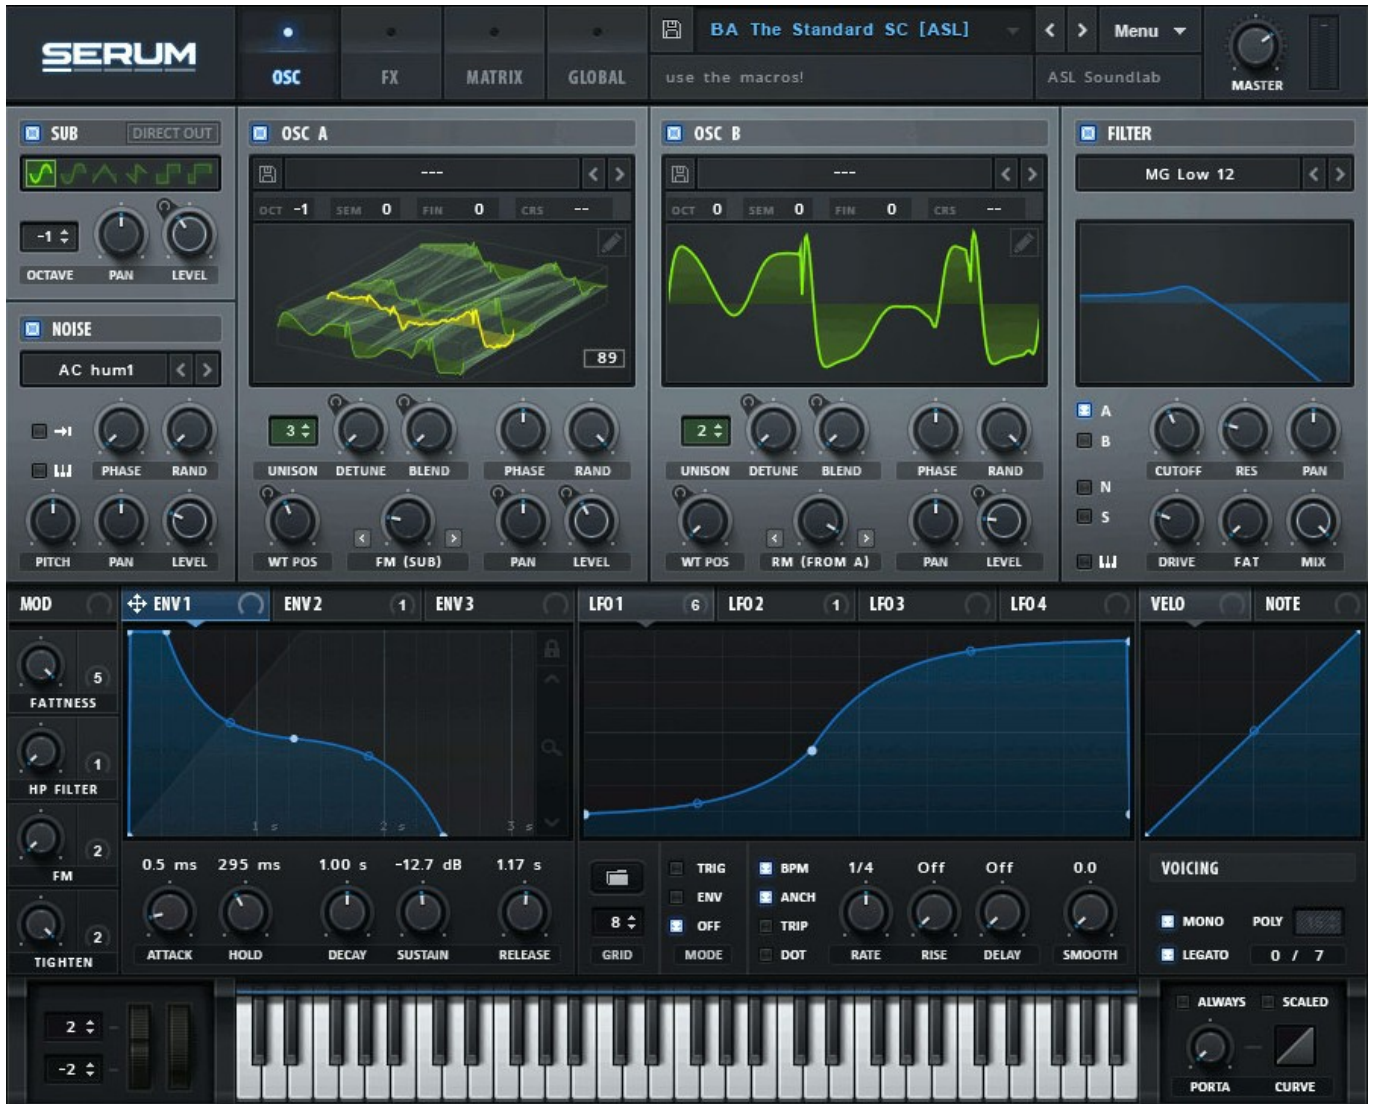 SERUM
OSC FX MATRIX GLOBAL
BA The Standard SC [ASL]
Menu
use the macros!
ASL Soundlab
MASTER
SUB DIRECT OUT
-1
OCTAVE PAN LEVEL
NOISE
AC hum1
PHASE RAND
PITCH PAN LEVEL
OSC A
---
OCT -1 SEM 0 FIN 0 CRS --
89
3
UNISON DETUNE BLEND PHASE RAND
WT POS FM (SUB) PAN LEVEL
OSC B
---
OCT 0 SEM 0 FIN 0 CRS --
2
UNISON DETUNE BLEND PHASE RAND
WT POS RM (FROM A) PAN LEVEL
FILTER
MG Low 12
A
B
N
S
CUTOFF RES PAN
DRIVE FAT MIX
MOD
5
FATTNESS
1
HP FILTER
2
FM
2
TIGHTEN
ENV 1 ENV 2 1 ENV 3
1 s 2 s 3 s
0.5 ms 295 ms 1.00 s -12.7 dB 1.17 s
ATTACK HOLD DECAY SUSTAIN RELEASE
LFO 1 6 LFO 2 1 LFO 3 LFO 4
8
GRID
TRIG
ENV
OFF
MODE
BPM
ANCH
TRIP
DOT
1/4 Off Off 0.0
RATE RISE DELAY SMOOTH
VELO NOTE
VOICING
MONO POLY
LEGATO 0 / 7
2
-2
ALWAYS SCALED
PORTA CURVE